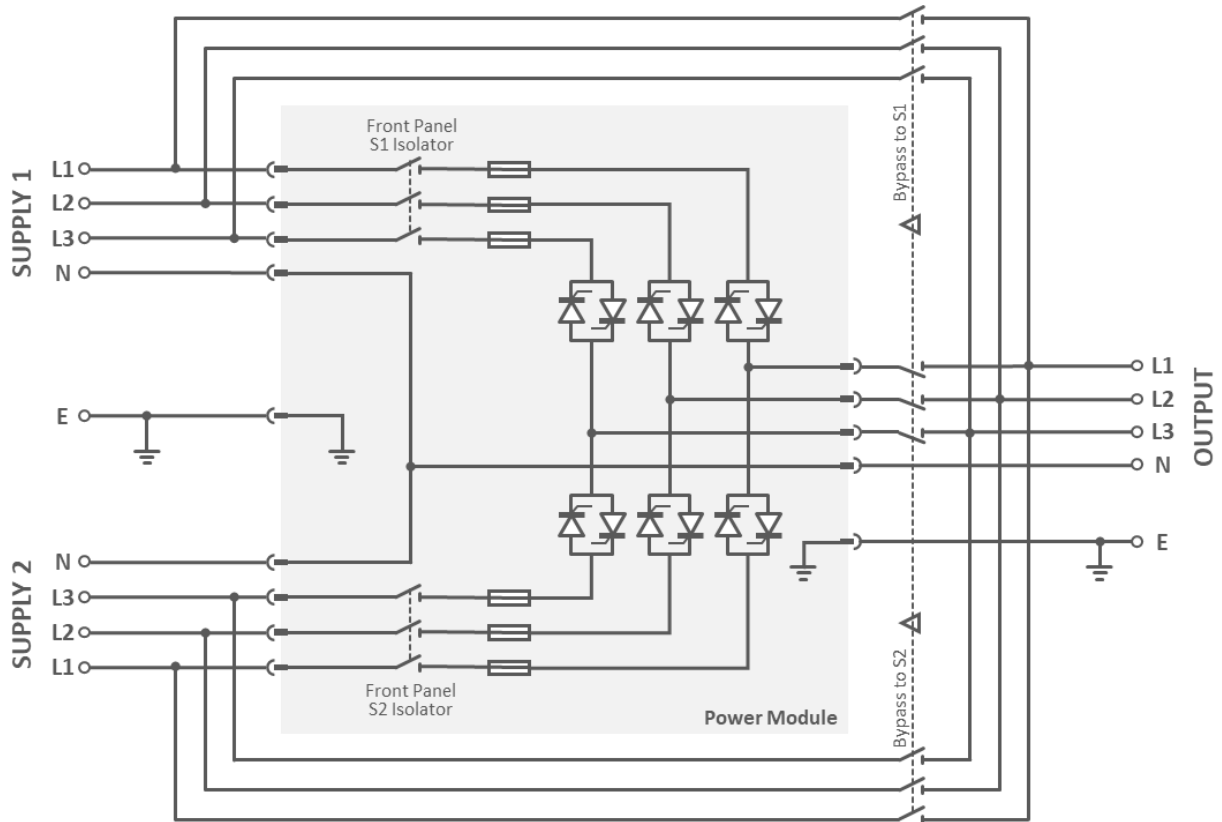 Bypass to S1
Front Panel
S1 Isolator
SUPPLY 1
L1
L2
L3
N
E
L1
L2
L3
N
E
OUTPUT
SUPPLY 2
N
L3
L2
L1
Front Panel
S2 Isolator
Power Module
Bypass to S2